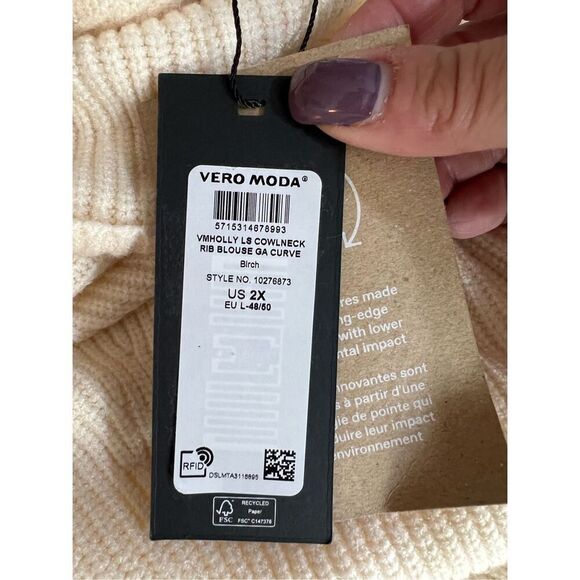 VERO MODA®
5715314678993
VMHOLLY LS COWLNECK
RIB BLOUSE GA CURVE
Birch
STYLE NO. 10276873
US 2X
EU L-48/50
RFID
DSLMTA3116695
FSC
RECYCLED
Paper
FSC® C147376
res made
ng-edge
with lower
ntal impact
nnovantes sont
s à partir d'une
gie de pointe qui
duire leur impact
environnement